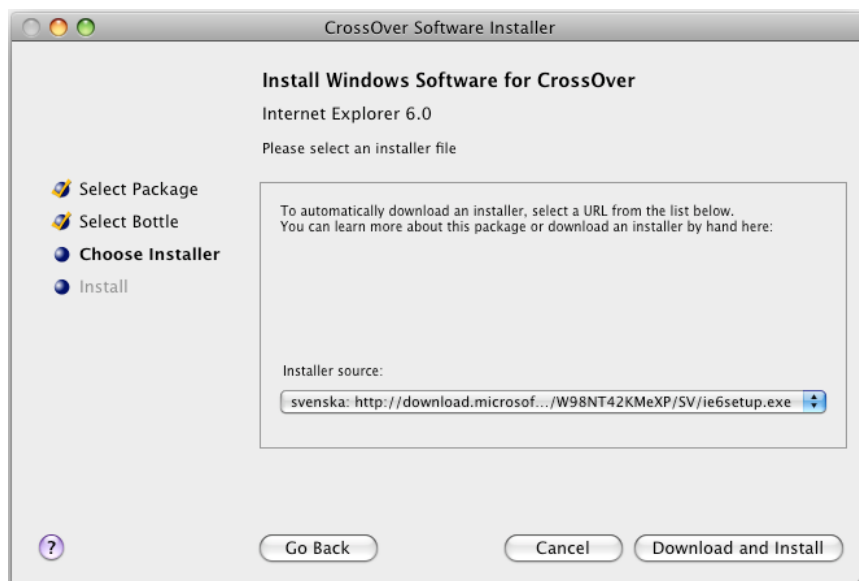 CrossOver Software Installer
Install Windows Software for CrossOver
Internet Explorer 6.0
Please select an installer file
Select Package
Select Bottle
Choose Installer
Install
To automatically download an installer, select a URL from the list below.
You can learn more about this package or download an installer by hand here:
Installer source:
svenska: http://download.microsof.../W98NT42KMeXP/SV/ie6setup.exe
?
Go Back
Cancel
Download and Install